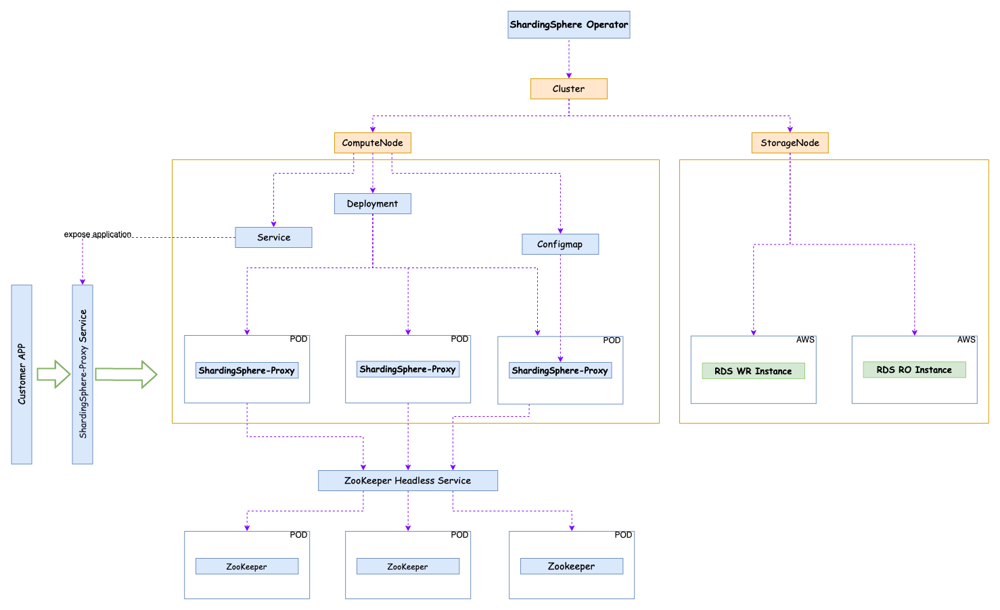 ShardingSphere Operator
Cluster
ComputeNode
StorageNode
Deployment
expose application
Service
Configmap
Customer APP
ShardingSphere-Proxy Service
POD
ShardingSphere-Proxy
POD
ShardingSphere-Proxy
POD
ShardingSphere-Proxy
AWS
RDS WR Instance
AWS
RDS RO Instance
ZooKeeper Headless Service
POD
ZooKeeper
POD
ZooKeeper
POD
Zookeeper